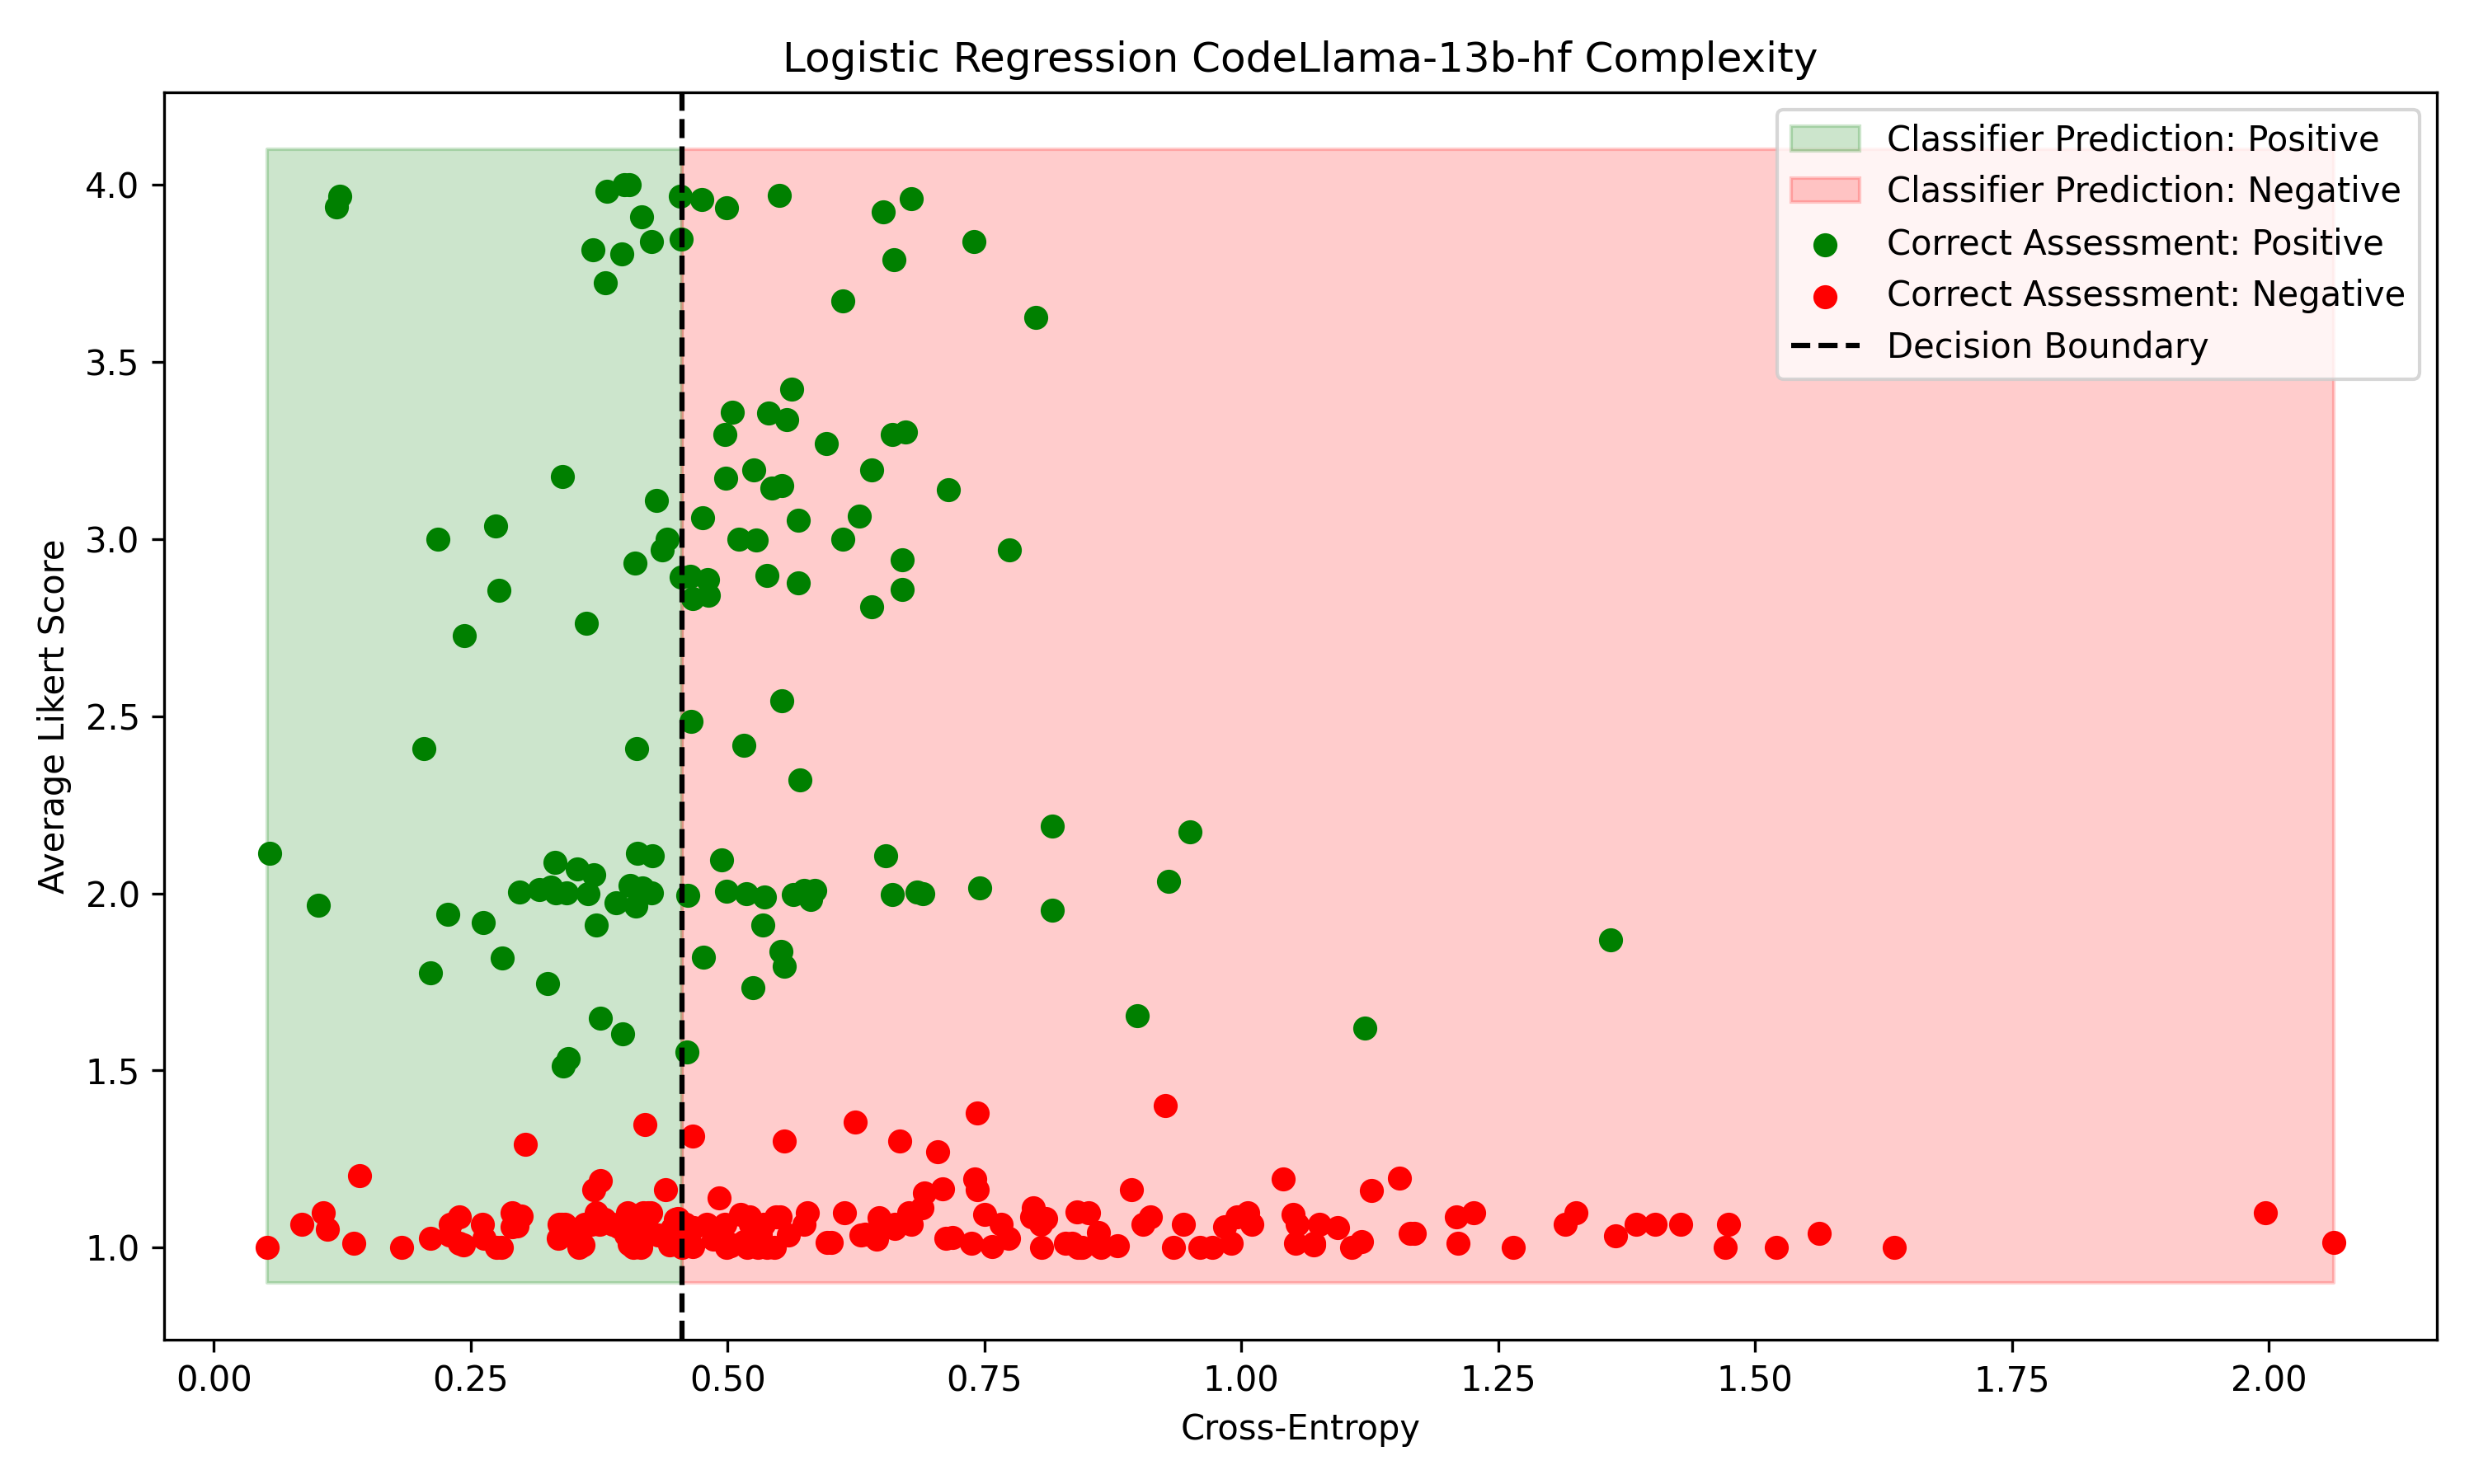 Logistic Regression CodeLlama-13b-hf Complexity
Classifier Prediction: Positive
Classifier Prediction: Negative
Correct Assessment: Positive
Correct Assessment: Negative
Decision Boundary
Average Likert Score
4.0
3.5
3.0
2.5
2.0
1.5
1.0
0.00 0.25 0.50 0.75 1.00 1.25 1.50 1.75 2.00
Cross-Entropy